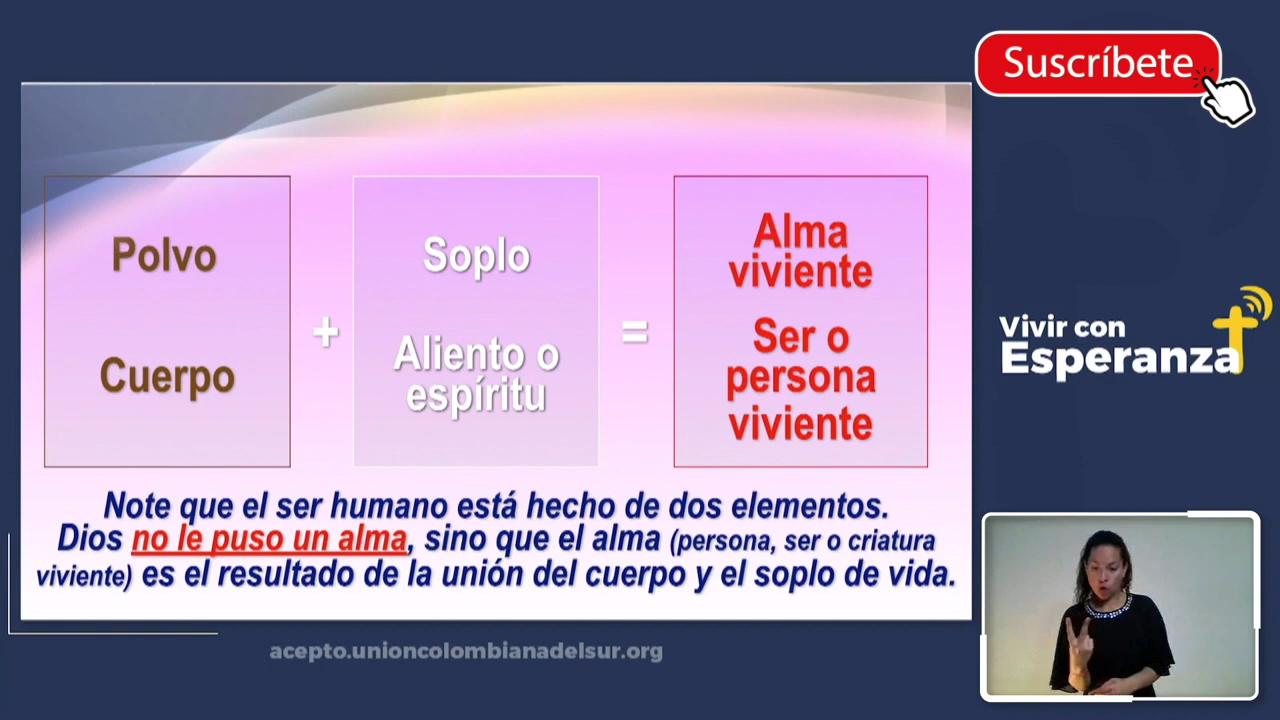 Suscríbete
Polvo
Cuerpo
+
Soplo
Aliento o
espíritu
=
Alma
viviente
Ser o
persona
viviente
Note que el ser humano está hecho de dos elementos.
Dios no le puso un alma, sino que el alma (persona, ser o criatura
viviente) es el resultado de la unión del cuerpo y el soplo de vida.
Vivir con
Esperanza
acepto.unioncolombianadelsur.org